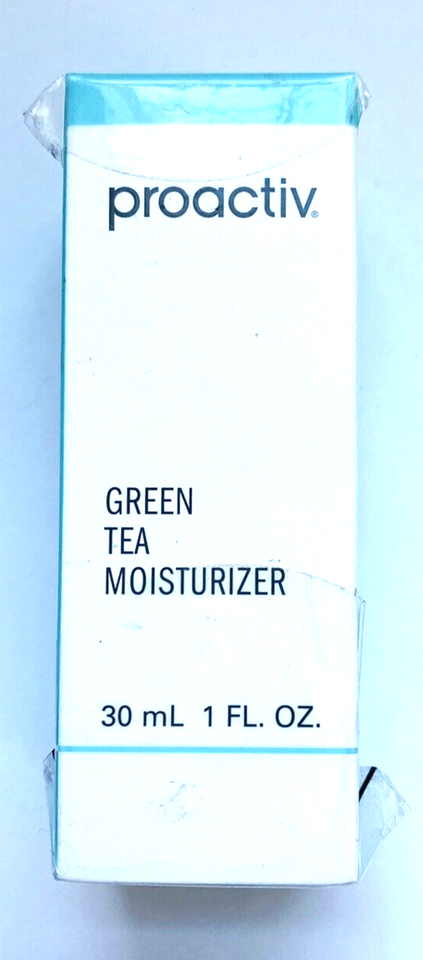 proactiv®
GREEN
TEA
MOISTURIZER
30 mL 1 FL. OZ.